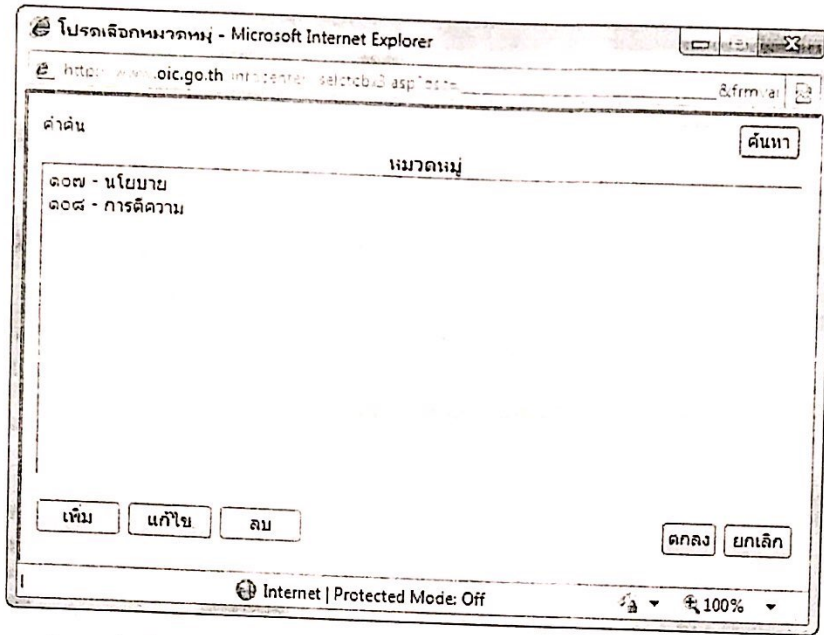 โปรดเลือกหมวดหมู่ - Microsoft Internet Explorer
.oic.go.th
คำค้น
ค้นหา
หมวดหมู่
๑๐๗ - นโยบาย
๑๐๘ - การตีความ
เพิ่ม แก้ไข ลบ
ตกลง ยกเลิก
Internet | Protected Mode: Off
100%